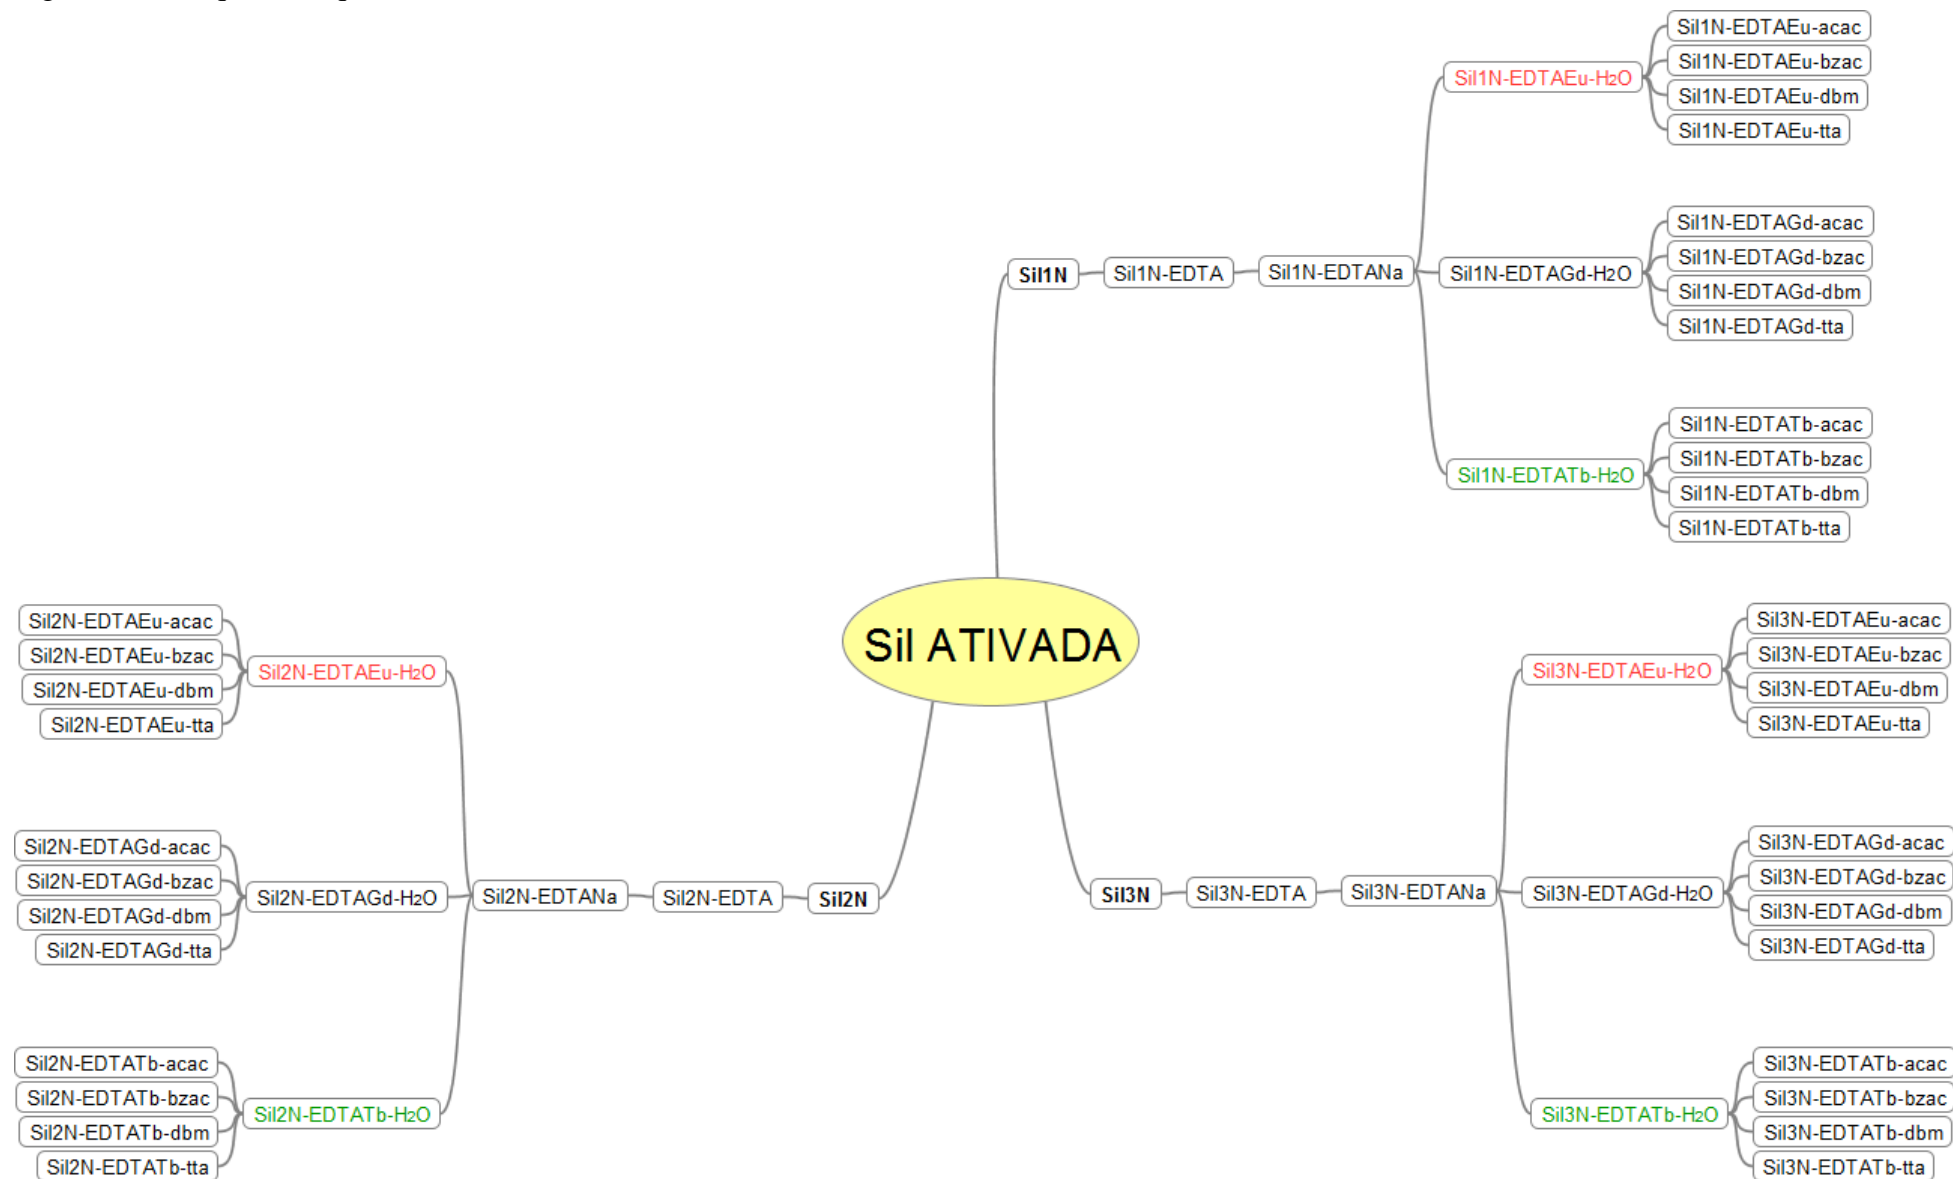 Sil1N-EDTAEu-acac
Sil1N-EDTAEu-bzac
Sil1N-EDTAEu-H2O
Sil1N-EDTAEu-dbm
Sil1N-EDTAEu-tta
Sil1N-EDTAGd-acac
Sil1N-EDTAGd-bzac
Sil1N
Sil1N-EDTA
Sil1N-EDTANa
Sil1N-EDTAGd-H2O
Sil1N-EDTAGd-dbm
Sil1N-EDTAGd-tta
Sil1N-EDTATb-acac
Sil1N-EDTATb-bzac
Sil1N-EDTATb-H2O
Sil1N-EDTATb-dbm
Sil1N-EDTATb-tta
Sil ATIVADA
Sil2N-EDTAEu-acac
Sil2N-EDTAEu-bzac
Sil2N-EDTAEu-H2O
Sil2N-EDTAEu-dbm
Sil2N-EDTAEu-tta
Sil2N-EDTAGd-acac
Sil2N-EDTAGd-bzac
Sil2N-EDTAGd-H2O
Sil2N-EDTANa
Sil2N-EDTA
Sil2N
Sil2N-EDTAGd-dbm
Sil2N-EDTAGd-tta
Sil2N-EDTATb-acac
Sil2N-EDTATb-bzac
Sil2N-EDTATb-H2O
Sil2N-EDTATb-dbm
Sil2N-EDTATb-tta
Sil3N-EDTAEu-acac
Sil3N-EDTAEu-bzac
Sil3N-EDTAEu-H2O
Sil3N-EDTAEu-dbm
Sil3N-EDTAEu-tta
Sil3N-EDTAGd-acac
Sil3N-EDTAGd-bzac
Sil3N
Sil3N-EDTA
Sil3N-EDTANa
Sil3N-EDTAGd-H2O
Sil3N-EDTAGd-dbm
Sil3N-EDTAGd-tta
Sil3N-EDTATb-acac
Sil3N-EDTATb-bzac
Sil3N-EDTATb-H2O
Sil3N-EDTATb-dbm
Sil3N-EDTATb-tta